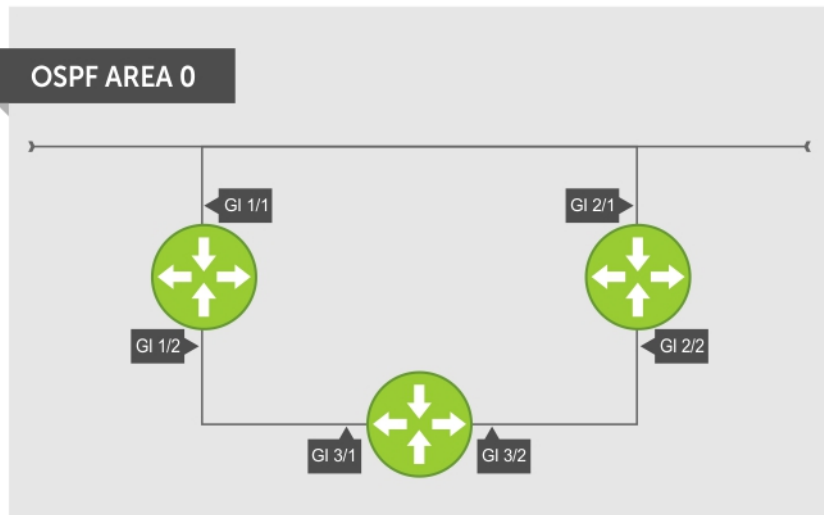 OSPF AREA 0
GI 1/1
GI 2/1
GI 1/2
GI 2/2
GI 3/1
GI 3/2